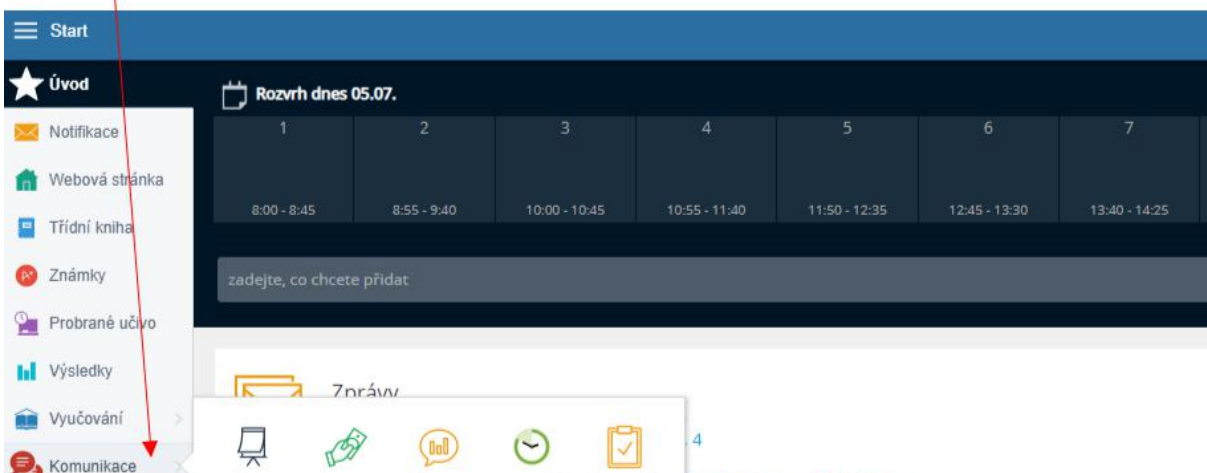 Start
Úvod
Rozvrh dnes 05.07.
1 2 3 4 5 6 7
8:00 - 8:45 8:55 - 9:40 10:00 - 10:45 10:55 - 11:40 11:50 - 12:35 12:45 - 13:30 13:40 - 14:25
Notifikace
Webová stránka
Třídní kniha
Známky
zadejte, co chcete přidat
Probrané učivo
Výsledky
Zprávy
Vyučování
4
Komunikace